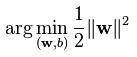 arg min_{(𝐰,b)} 1/2 ‖𝐰‖²